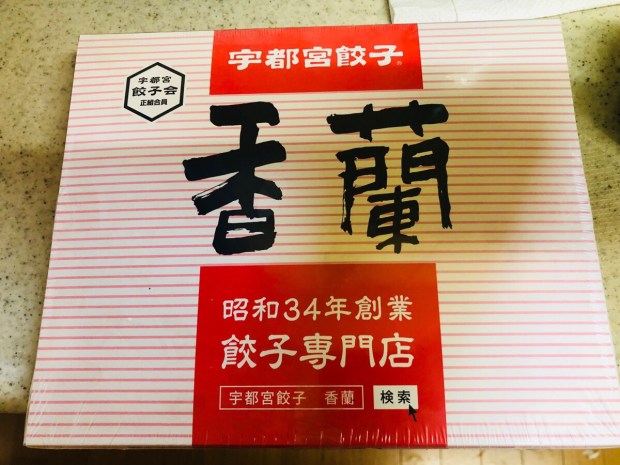 宇都宮餃子®
宇都宮
餃子会
正組合員
香蘭
昭和34年創業
餃子専門店
宇都宮餃子 香蘭 検索